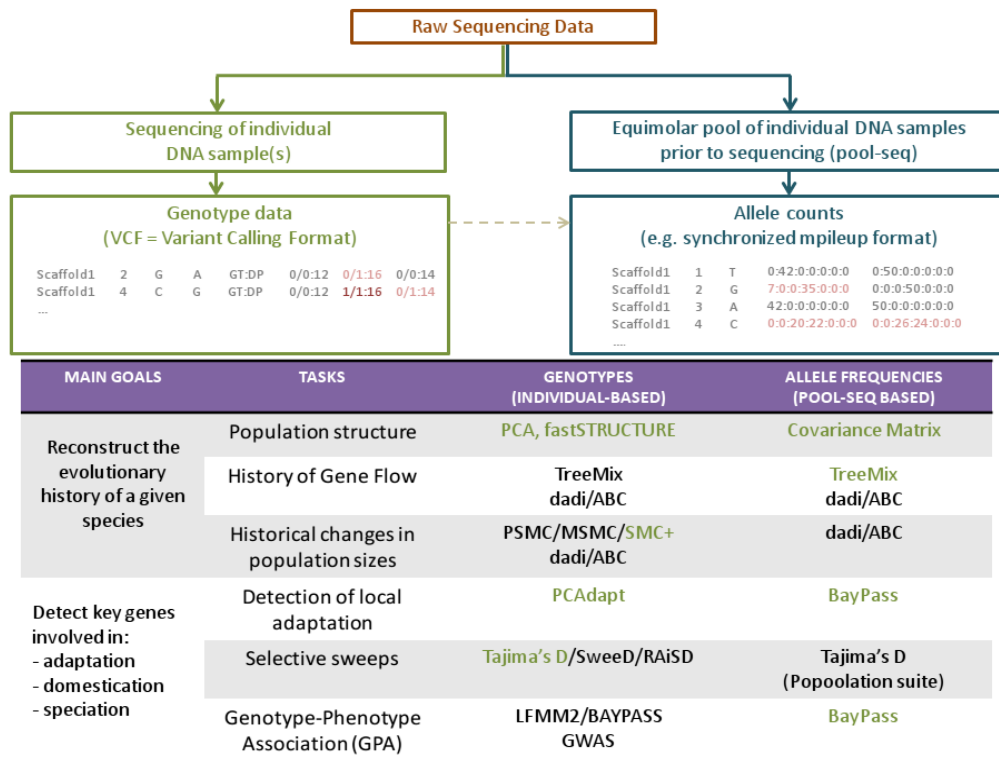 Raw Sequencing Data
Sequencing of individual
DNA sample(s)
Equimolar pool of individual DNA samples
prior to sequencing (pool-seq)
Genotype data
(VCF = Variant Calling Format)
Scaffold1 2 G A GT:DP 0/0:12 0/1:16 0/0:14
Scaffold1 4 C G GT:DP 0/0:12 1/1:16 0/1:14
...
Allele counts
(e.g. synchronized mpileup format)
Scaffold1 1 T 0:42:0:0:0:0:0 0:50:0:0:0:0:0
Scaffold1 2 G 7:0:0:35:0:0:0 0:0:0:50:0:0:0
Scaffold1 3 A 42:0:0:0:0:0:0 50:0:0:0:0:0:0
Scaffold1 4 C 0:0:20:22:0:0:0 0:0:26:24:0:0:0
....
MAIN GOALS TASKS GENOTYPES ALLELE FREQUENCIES
(INDIVIDUAL-BASED) (POOL-SEQ BASED)
Reconstruct the
evolutionary
history of a given
species
Population structure PCA, fastSTRUCTURE Covariance Matrix
History of Gene Flow TreeMix TreeMix
dadi/ABC dadi/ABC
Historical changes in PSMC/MSMC/SMC+ dadi/ABC
population sizes dadi/ABC
Detect key genes
involved in:
- adaptation
- domestication
- speciation
Detection of local PCAdapt BayPass
adaptation
Selective sweeps Tajima's D/SweeD/RAiSD Tajima's D
(Popoolation suite)
Genotype-Phenotype LFMM2/BAYPASS BayPass
Association (GPA) GWAS